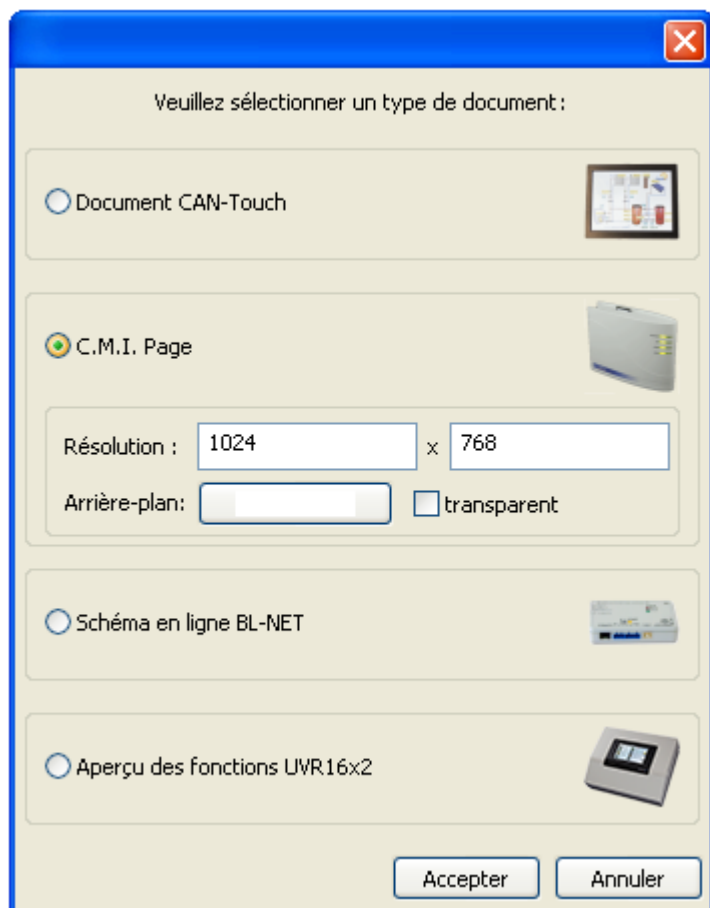 Veuillez sélectionner un type de document:
Document CAN-Touch
C.M.I. Page
Résolution : 1024 x 768
Arrière-plan: transparent
Schéma en ligne BL-NET
Aperçu des fonctions UVR16x2
Accepter Annuler